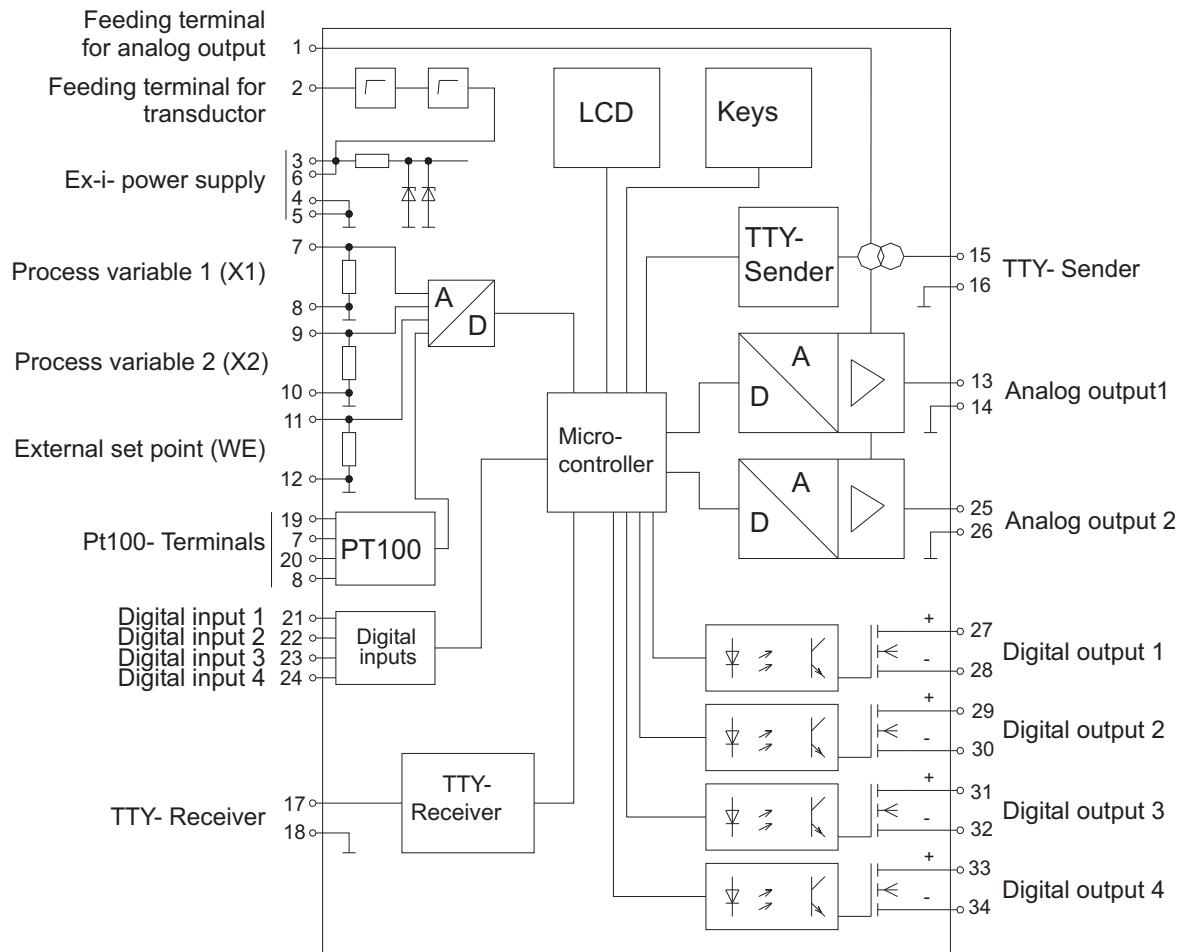 Feeding terminal
for analog output
1
Feeding terminal for
transductor
2
LCD
Keys
Ex-i- power supply
3
6
4
5
Process variable 1 (X1)
7
8
A
D
TTY-
Sender
15
16
TTY- Sender
Process variable 2 (X2)
9
10
A
D
13
14
Analog output1
External set point (WE)
11
12
Micro-
controller
A
D
25
26
Analog output 2
Pt100- Terminals
19
7
20
8
PT100
Digital input 1
Digital input 2
Digital input 3
Digital input 4
21
22
23
24
Digital
inputs
+
-
27
28
Digital output 1
+
-
29
30
Digital output 2
TTY- Receiver
17
18
TTY-
Receiver
+
-
31
32
Digital output 3
+
-
33
34
Digital output 4